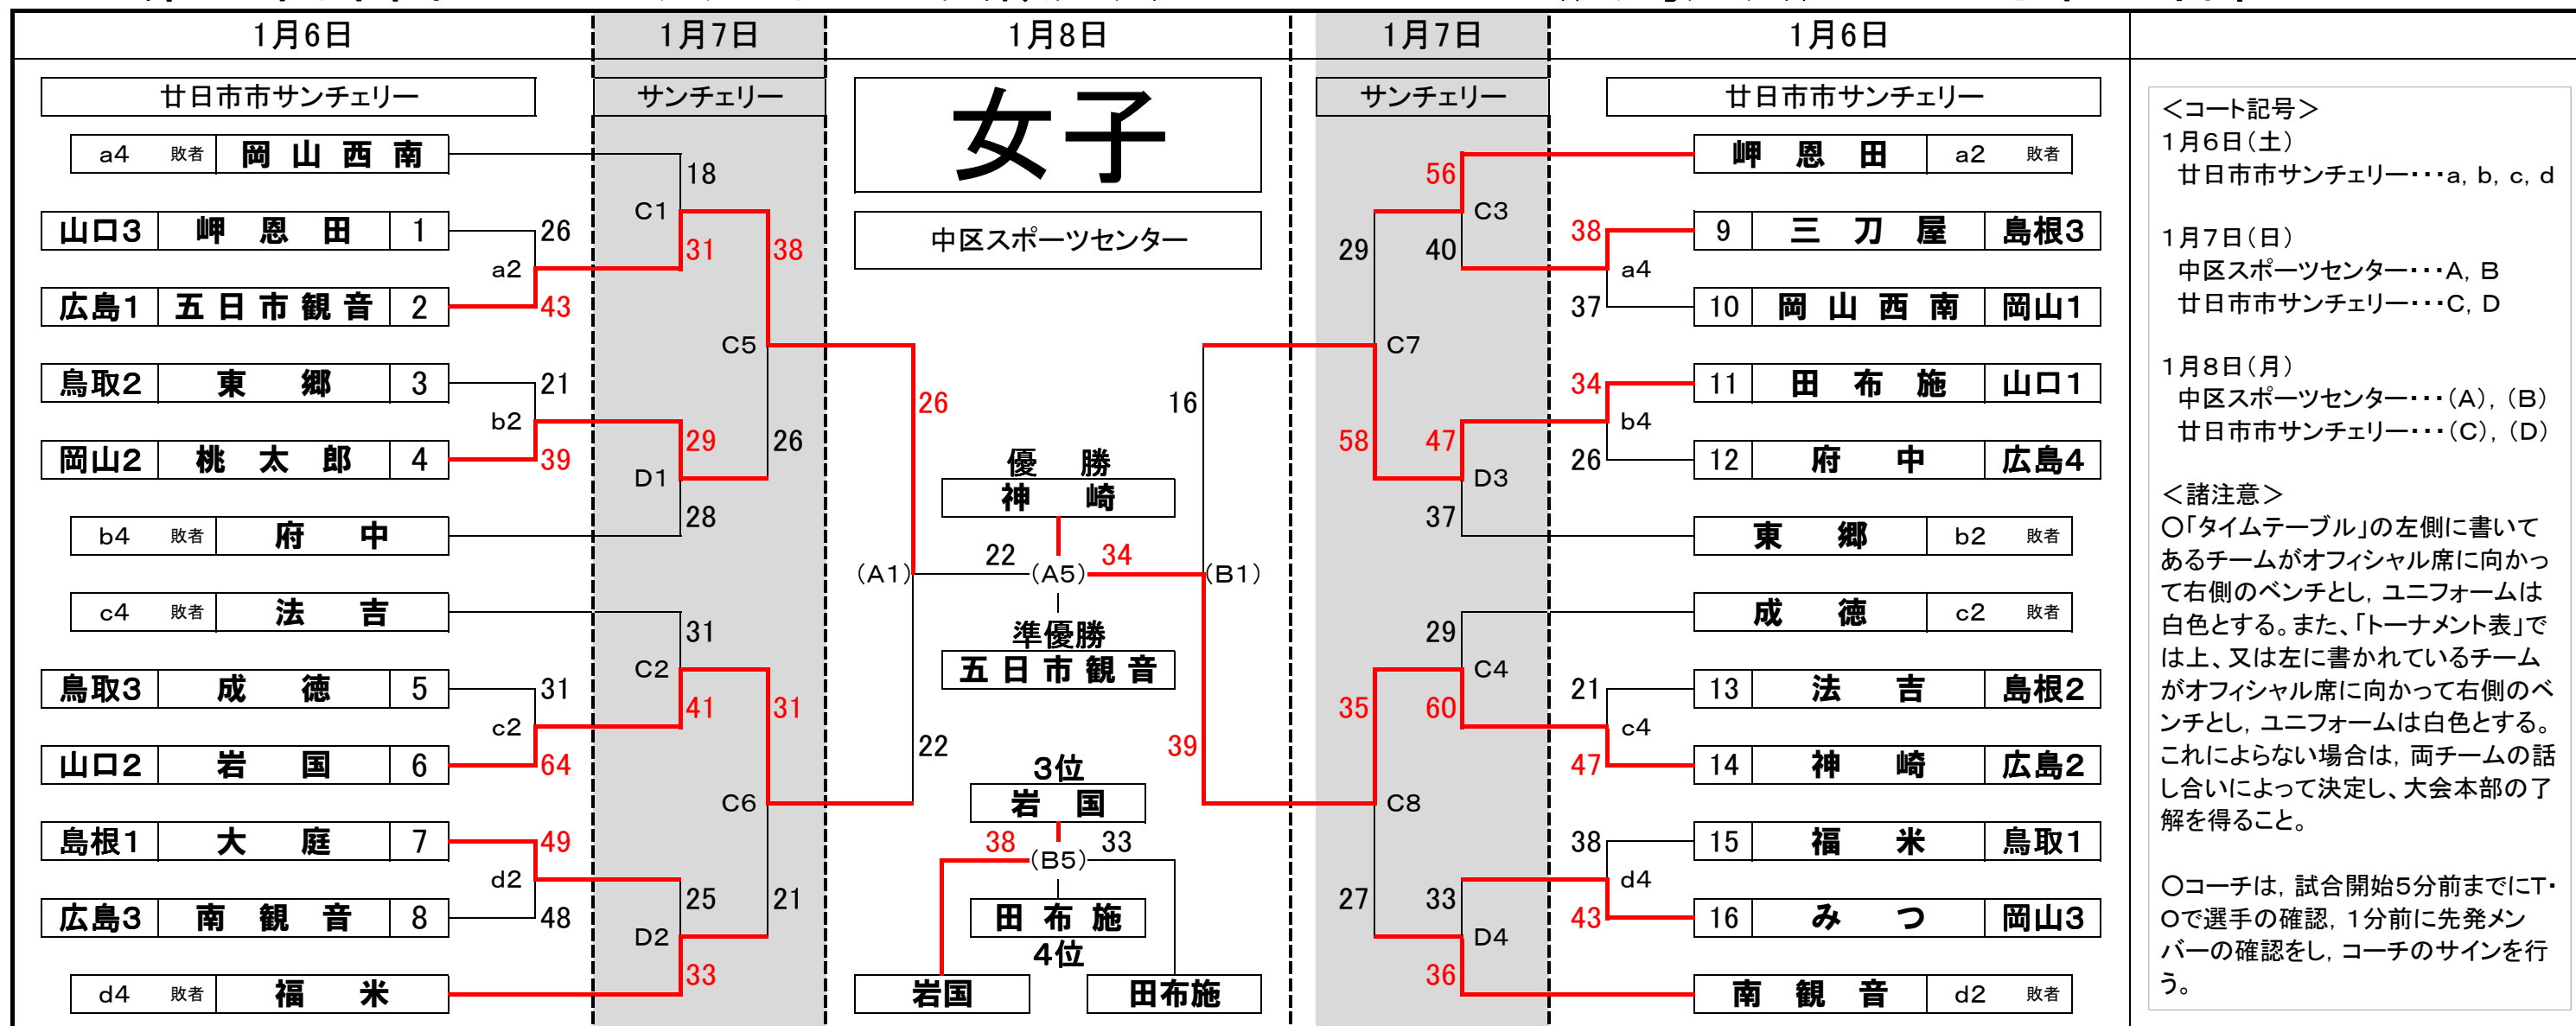 1月6日
1月7日
1月8日
1月7日
1月6日
廿日市市サンチェリー
サンチェリー
女子
サンチェリー
廿日市市サンチェリー
中区スポーツセンター
a4 敗者 岡山西南
山口3 岬恩田 1
広島1 五日市観音 2
鳥取2 東郷 3
岡山2 桃太郎 4
b4 敗者 府中
c4 敗者 法吉
鳥取3 成徳 5
山口2 岩国 6
島根1 大庭 7
広島3 南観音 8
d4 敗者 福米
26
a2
43
21
b2
39
31
c2
64
49
d2
48
18
C1
31
29
D1
28
31
C2
41
25
D2
33
38
C5
26
31
C6
21
26
(A1)
22
優勝
神崎
22 (A5) 34
準優勝
五日市観音
3位
岩国
38 (B5) 33
田布施
4位
岩国 田布施
16
(B1)
39
29
C7
58
35
C8
27
56
C3
40
47
D3
37
29
C4
60
33
D4
36
38
a4
37
34
b4
26
21
c4
47
38
d4
43
岬恩田 a2 敗者
9 三刀屋 島根3
10 岡山西南 岡山1
11 田布施 山口1
12 府中 広島4
東郷 b2 敗者
成徳 c2 敗者
13 法吉 島根2
14 神崎 広島2
15 福米 鳥取1
16 みつ 岡山3
南観音 d2 敗者
<コート記号>
1月6日(土)
廿日市市サンチェリー・・・a, b, c, d
1月7日(日)
中区スポーツセンター・・・A, B
廿日市市サンチェリー・・・C, D
1月8日(月)
中区スポーツセンター・・・(A), (B)
廿日市市サンチェリー・・・(C), (D)
<諸注意>
○「タイムテーブル」の左側に書いて
あるチームがオフィシャル席に向かっ
て右側のベンチとし, ユニフォームは
白色とする。また、「トーナメント表」で
は上、又は左に書かれているチーム
がオフィシャル席に向かって右側のベ
ンチとし, ユニフォームは白色とする。
これによらない場合は, 両チームの話
し合いによって決定し、大会本部の了
解を得ること。
○コーチは, 試合開始5分前までにT・
Oで選手の確認, 1分前に先発メン
バーの確認をし, コーチのサインを行
う。